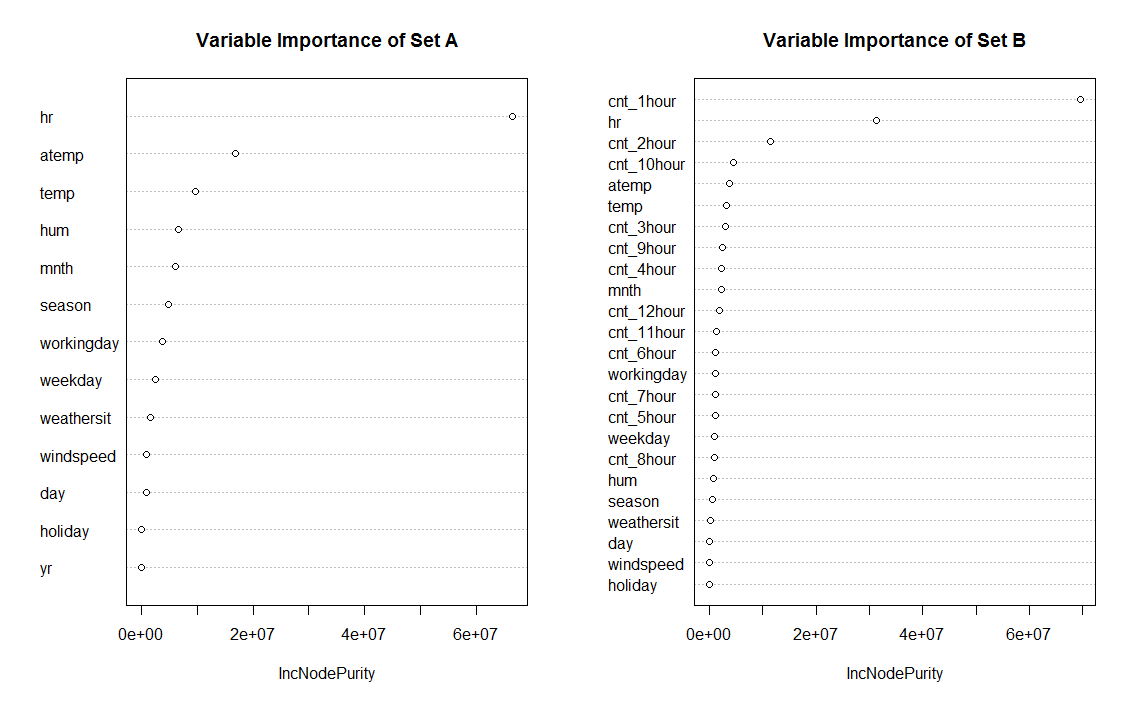 Variable Importance of Set A
hr
atemp
temp
hum
mnth
season
workingday
weekday
weathersit
windspeed
day
holiday
yr
0e+00 2e+07 4e+07 6e+07
IncNodePurity
Variable Importance of Set B
cnt_1hour
hr
cnt_2hour
cnt_10hour
atemp
temp
cnt_3hour
cnt_9hour
cnt_4hour
mnth
cnt_12hour
cnt_11hour
cnt_6hour
workingday
cnt_7hour
cnt_5hour
weekday
cnt_8hour
hum
season
weathersit
day
windspeed
holiday
0e+00 2e+07 4e+07 6e+07
IncNodePurity